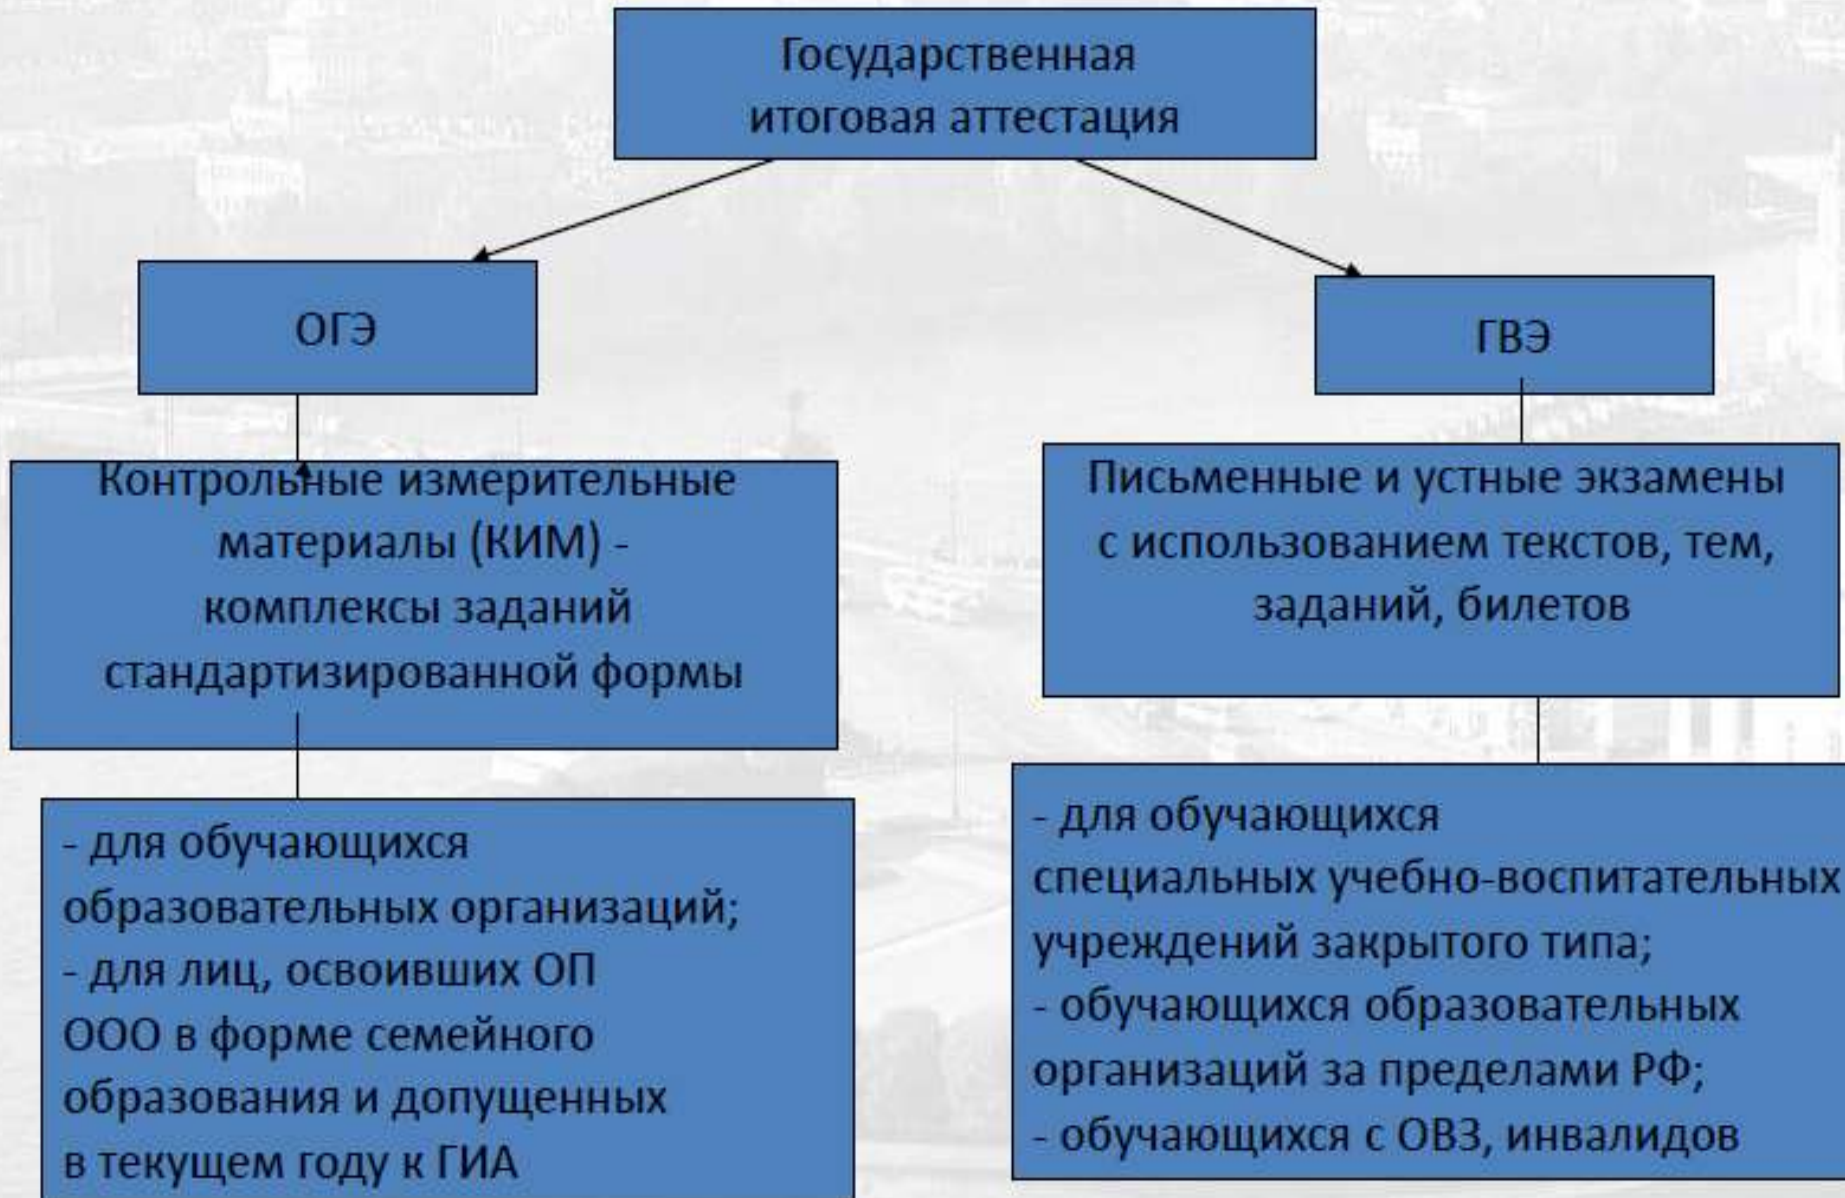 Государственная
итоговая аттестация
ОГЭ
ГВЭ
Контрольные измерительные
материалы (КИМ) -
комплексы заданий
стандартизированной формы
Письменные и устные экзамены
с использованием текстов, тем,
заданий, билетов
- для обучающихся
образовательных организаций;
- для лиц, освоивших ОП
ООО в форме семейного
образования и допущенных
в текущем году к ГИА
- для обучающихся
специальных учебно-воспитательных
учреждений закрытого типа;
- обучающихся образовательных
организаций за пределами РФ;
- обучающихся с ОВЗ, инвалидов